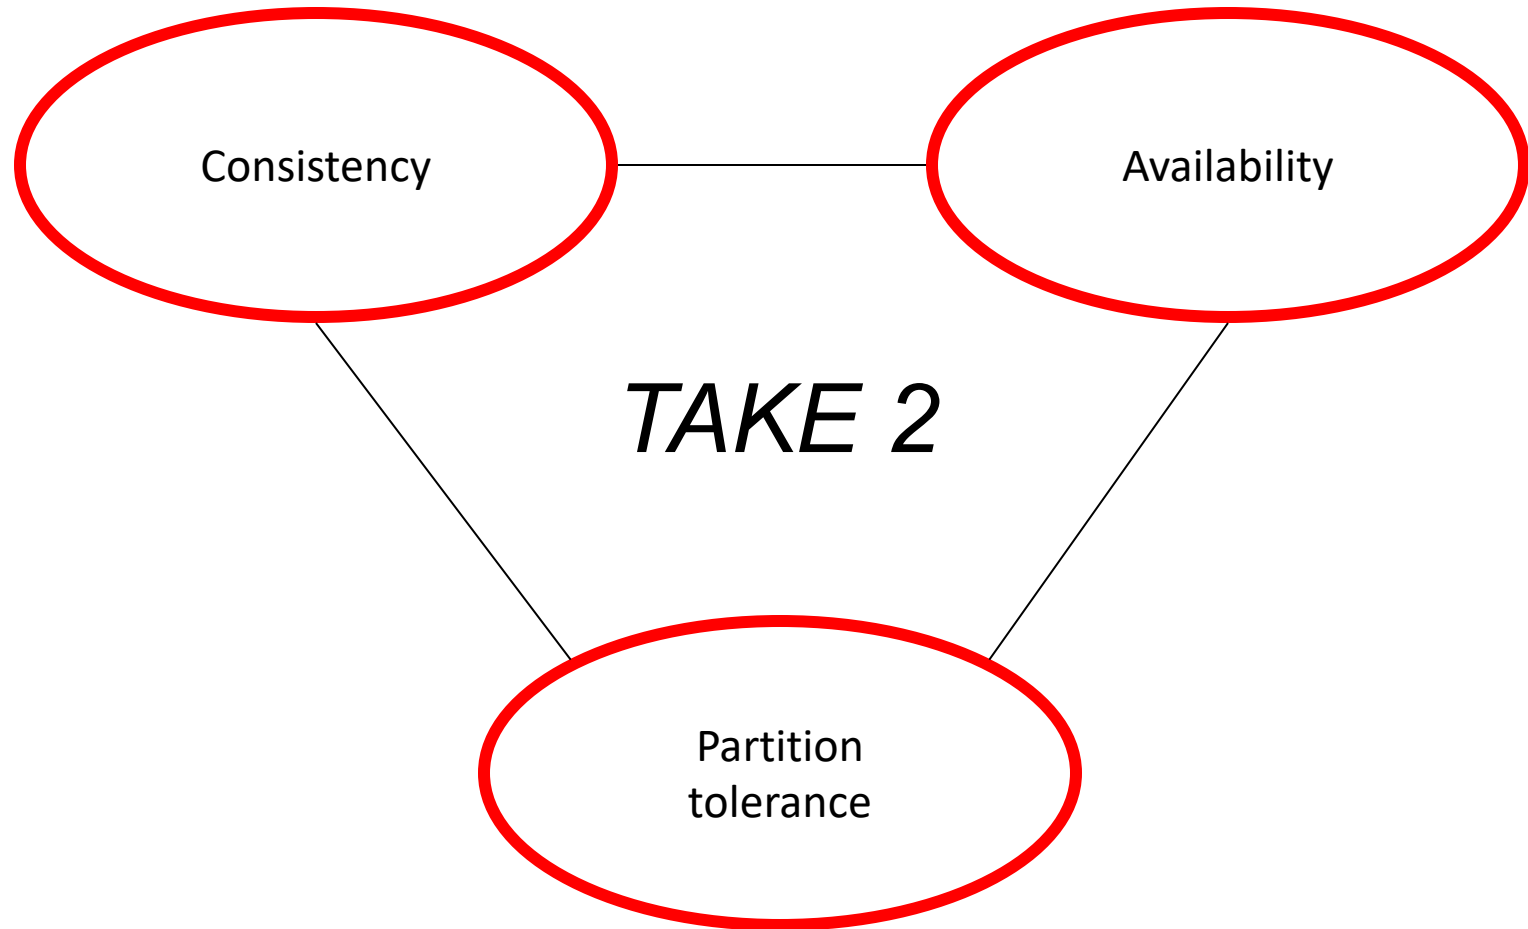 Consistency
Availability
TAKE 2
Partition
tolerance